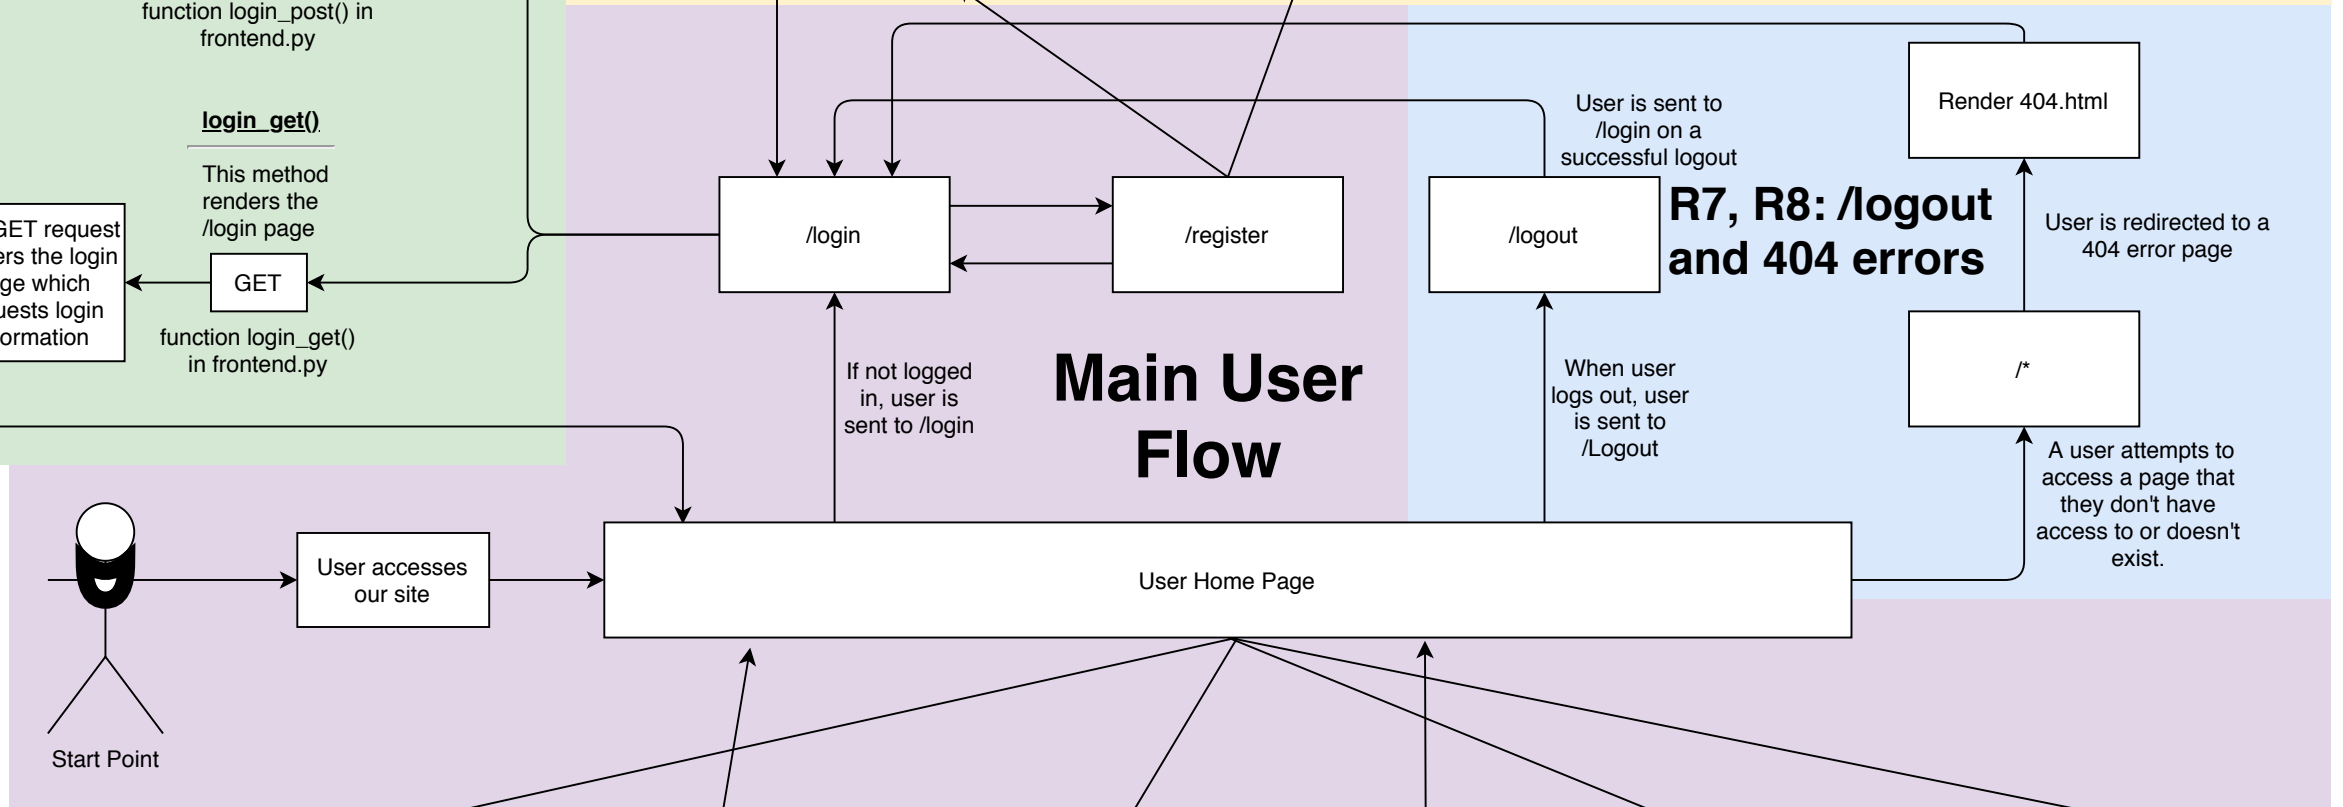 function login_post() in
frontend.py
login_get()
This method
renders the
/login page
GET request
the login
which
login
GET
function login_get()
in frontend.py
/login
/register
/logout
User is sent to
/login on a
successful logout
R7, R8: /logout
and 404 errors
Render 404.html
User is redirected to a
404 error page
/*
If not logged
in, user is
sent to /login
Main User
Flow
When user
logs out, user
is sent to
/Logout
A user attempts to
access a page that
they don't have
access to or doesn't
exist.
User accesses
our site
User Home Page
Start Point